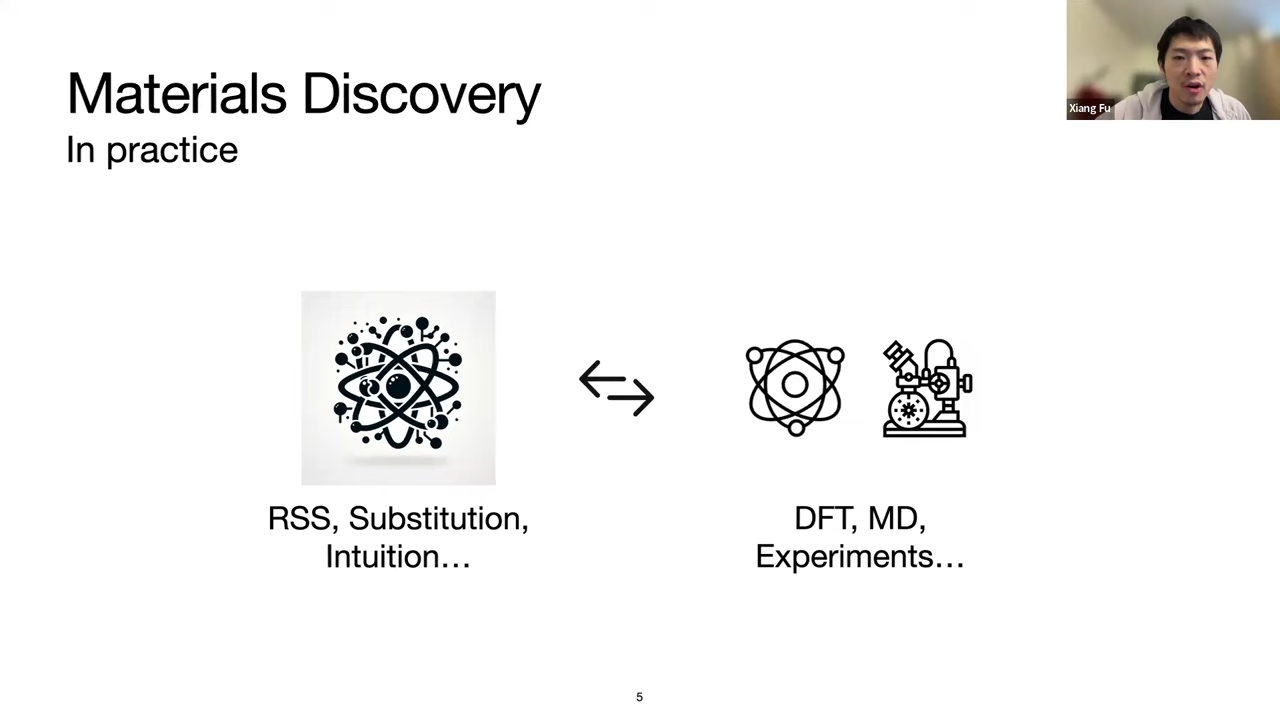 Materials Discovery
In practice
Xiang Fu
RSS, Substitution,
Intuition…
DFT, MD,
Experiments…
5